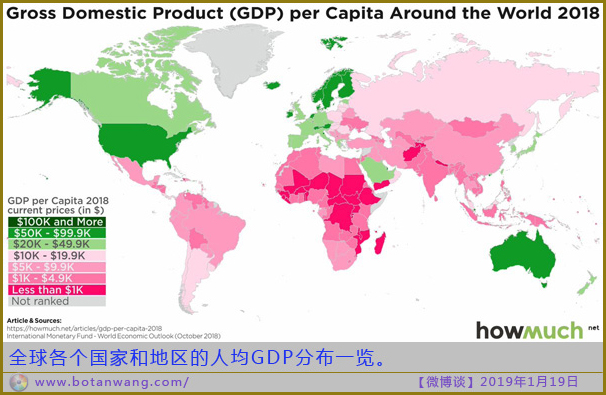 Gross Domestic Product (GDP) per Capita Around the World 2018
GDP per Capita 2018
current prices (in $)
$100K and More
$50K - $99.9K
$20K - $49.9K
$10K - $19.9K
$5K - $9.9K
$1K - $4.9K
Less than $1K
Not ranked
Article & Sources:
https://howmuch.net/articles/gdp-per-capita-2018
International Monetary Fund - World Economic Outlook (October 2018)
howmuch net
全球各个国家和地区的人均GDP分布一览。
www.botanwang.com/
【微博谈】2019年1月19日